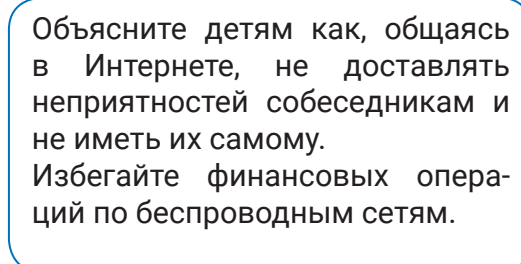 Объясните детям как, общаясь
в Интернете, не доставлять
неприятностей собеседникам и
не иметь их самому.
Избегайте финансовых опера-
ций по беспроводным сетям.